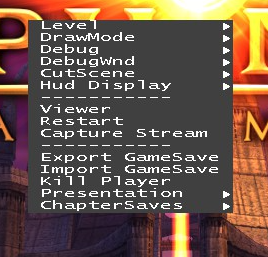 Level
DrawMode
Debug
DebugWnd
CutScene
Hud Display
-----------
Viewer
Restart
Capture Stream
-----------
Export GameSave
Import GameSave
Kill Player
Presentation
ChapterSaves